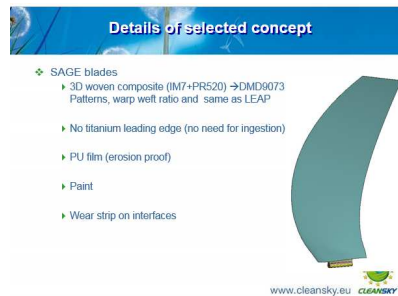 Details of selected concept
SAGE blades
3D woven composite (IM7+PR520) →DMD9073
Patterns, warp weft ratio and same as LEAP
No titanium leading edge (no need for ingestion)
PU film (erosion proof)
Paint
Wear strip on interfaces
www.cleansky.eu CLEANSKY